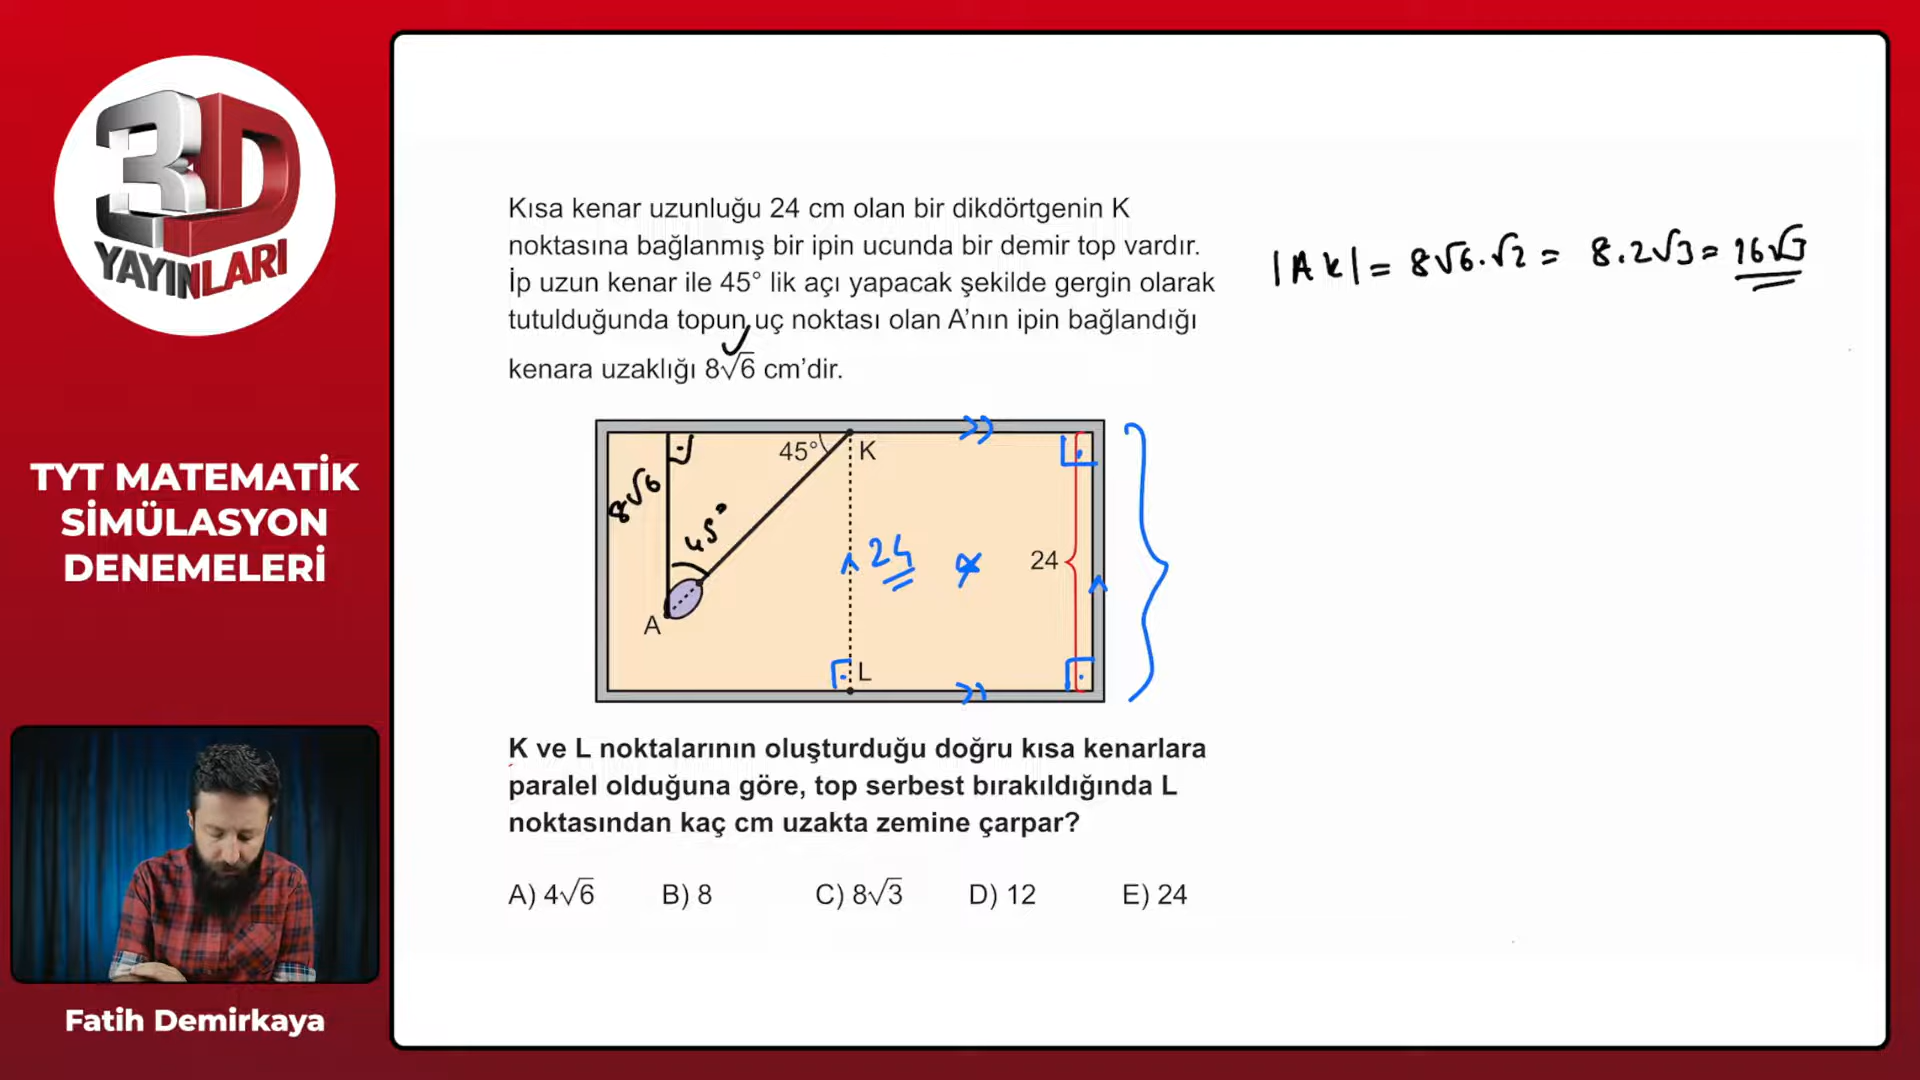 3D
YAYINLARI
TYT MATEMATİK
SİMÜLASYON
DENEMELERİ
Fatih Demirkaya
Kısa kenar uzunluğu 24 cm olan bir dikdörtgenin K
noktasına bağlanmış bir ipin ucunda bir demir top vardır.
İp uzun kenar ile 45° lik açı yapacak şekilde gergin olarak
tutulduğunda topun uç noktası olan A’nın ipin bağlandığı
kenara uzaklığı 8√6 cm’dir.
|AK| = 8√6.√2 = 8.2√3 = 16√3
45°
K
8√6
45°
24
24
A
L
K ve L noktalarının oluşturduğu doğru kısa kenarlara
paralel olduğuna göre, top serbest bırakıldığında L
noktasından kaç cm uzakta zemine çarpar?
A) 4√6 B) 8 C) 8√3 D) 12 E) 24